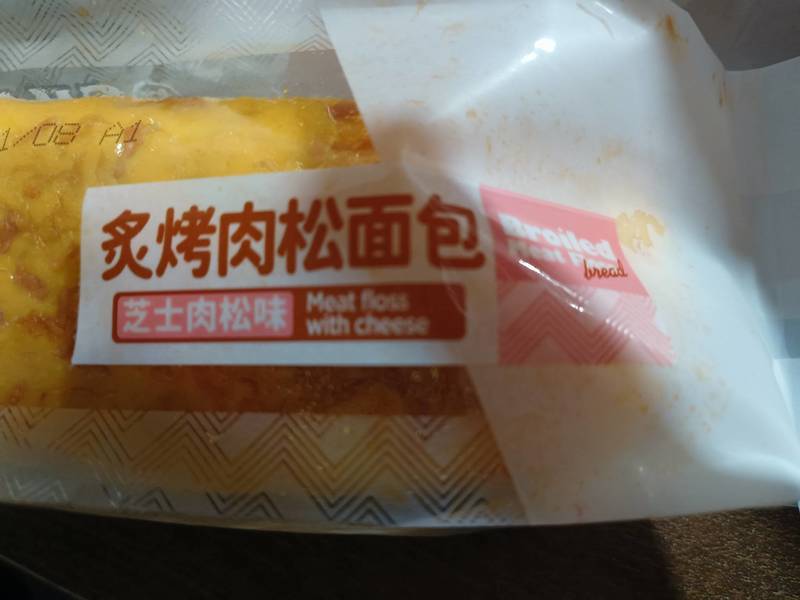 1/08 A1
炙烤肉松面包
芝士肉松味
Meat floss
with cheese
Broiled
Meat
bread